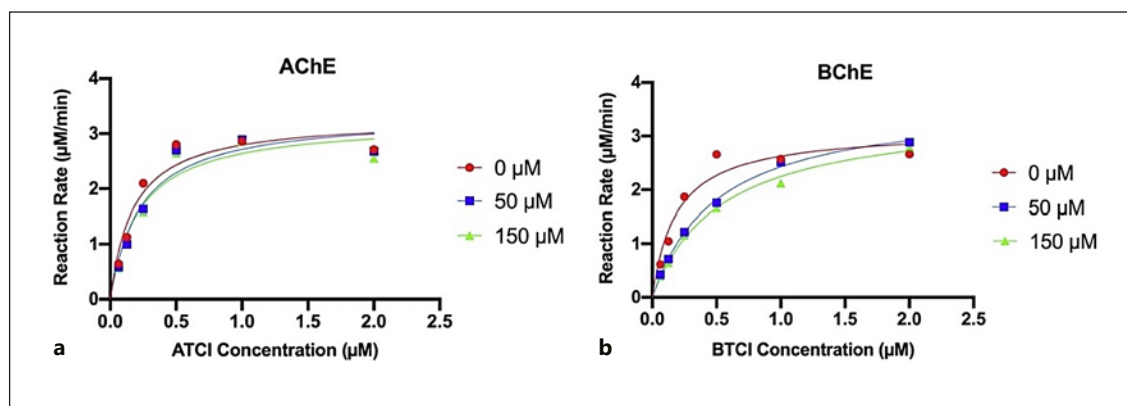 AChE
Reaction Rate (µM/min)
4
3
2
1
0
0.0 0.5 1.0 1.5 2.0 2.5
ATCI Concentration (µM)
0 µM
50 µM
150 µM
a
BChE
Reaction Rate (µM/min)
4
3
2
1
0
0.0 0.5 1.0 1.5 2.0 2.5
BTCI Concentration (µM)
0 µM
50 µM
150 µM
b